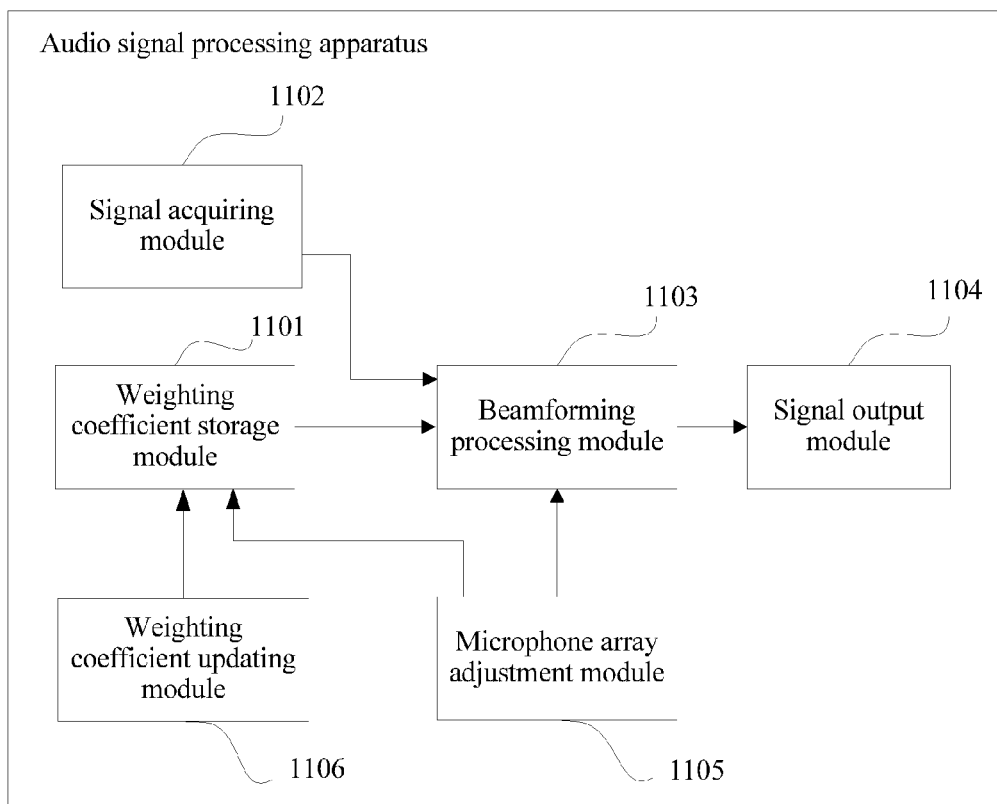 Audio signal processing apparatus
1102
Signal acquiring
module
1101
1103
1104
Weighting
coefficient storage
module
Beamforming
processing module
Signal output
module
Weighting
coefficient updating
module
Microphone array
adjustment module
1106
1105